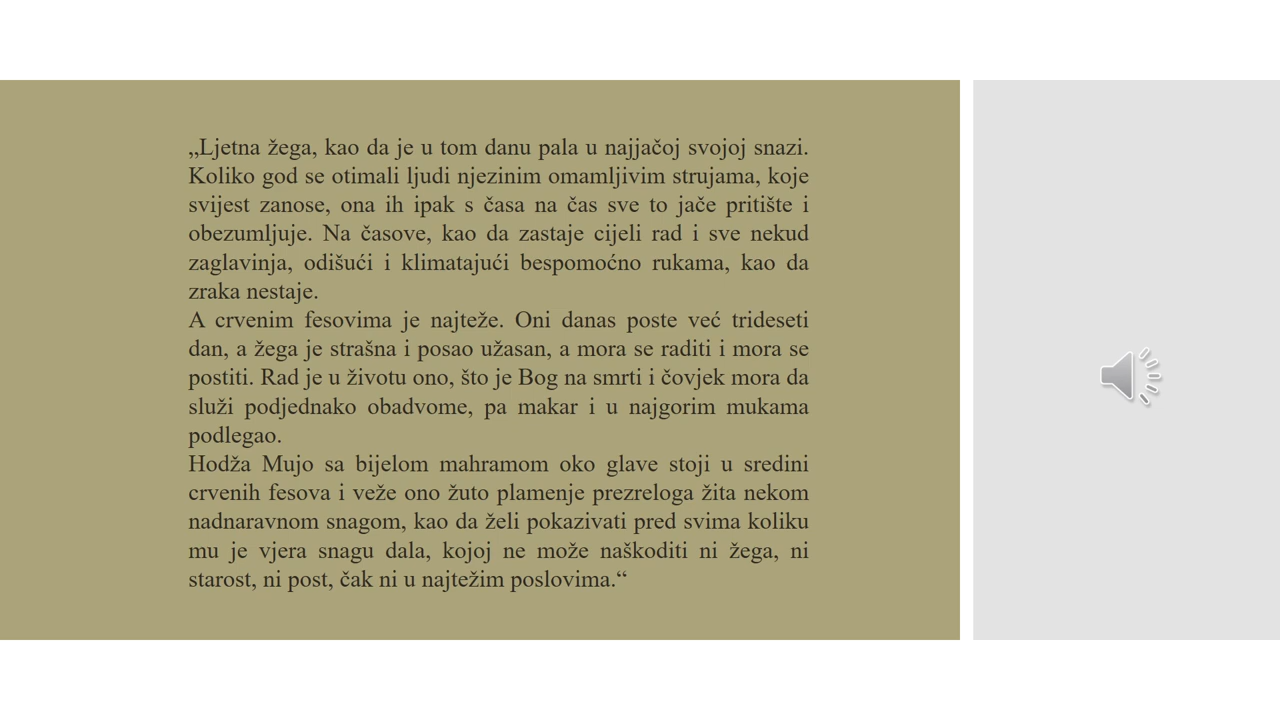 „Ljetna žega, kao da je u tom danu pala u najjačoj svojoj snazi.
Koliko god se otimali ljudi njezinim omamljivim strujama, koje
svijest zanose, ona ih ipak s časa na čas sve to jače pritište i
obezumljuje. Na časove, kao da zastaje cijeli rad i sve nekud
zaglavinja, odišući i klimatajući bespomoćno rukama, kao da
zraka nestaje.
A crvenim fesovima je najteže. Oni danas poste već trideseti
dan, a žega je strašna i posao užasan, a mora se raditi i mora se
postiti. Rad je u životu ono, što je Bog na smrti i čovjek mora da
služi podjednako obadvome, pa makar i u najgorim mukama
podlegao.
Hodža Mujo sa bijelom mahramom oko glave stoji u sredini
crvenih fesova i veže ono žuto plamenje prezreloga žita nekom
nadnaravnom snagom, kao da želi pokazivati pred svima koliku
mu je vjera snagu dala, kojoj ne može naškoditi ni žega, ni
starost, ni post, čak ni u najtežim poslovima.“